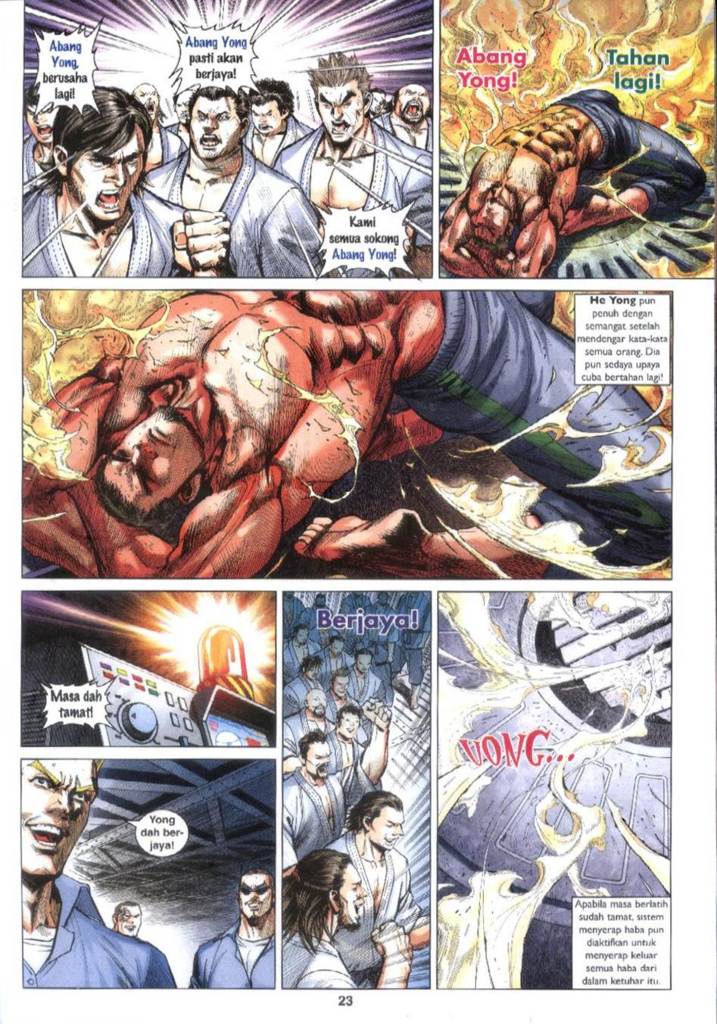 Abang
Yong,
berusaha
lagi!
Abang Yong
pasti akan
berjaya!
Kami
semua sokong
Abang Yong!
Abang
Yong!
Tahan
lagi!
He Yong pun
penuh dengan
semangat setelah
mendengar kata-kata
semua orang. Dia
pun sedaya upaya
cuba bertahan lagi!
Masa dah
tamat!
Yong
dah ber-
jaya!
Berjaya!
VONG...
Apabila masa berlatih
sudah tamat, sistem
menyerap haba pun
diaktifkan untuk
menyerap keluar
semua haba dari
dalam ketuhar itu.
23